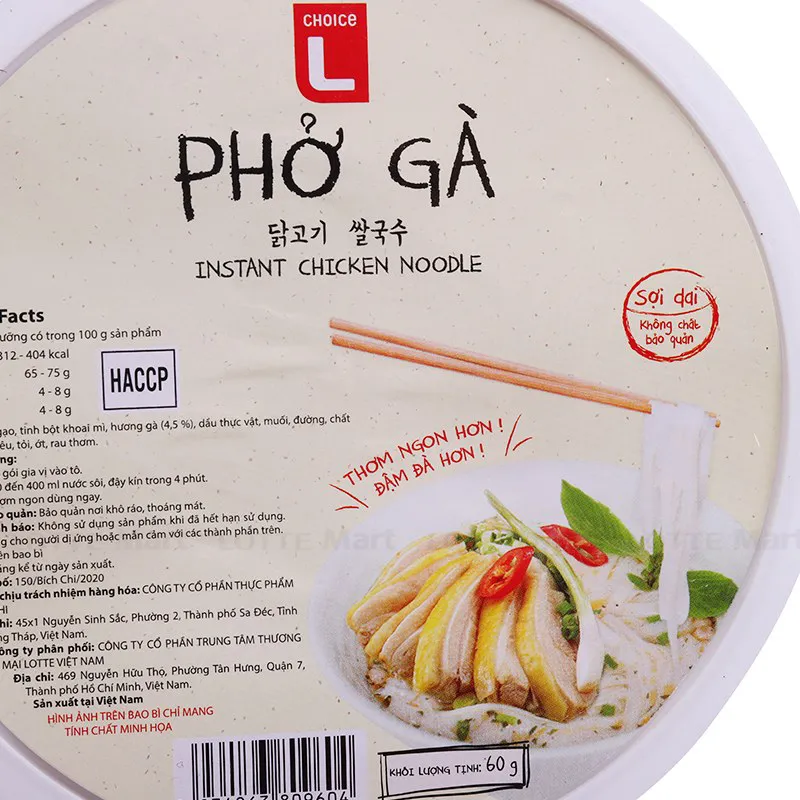 CHOICE
L
PHỞ GÀ
닭고기 쌀국수
INSTANT CHICKEN NOODLE
Sợi dai
Không chất
bảo quản
Facts
ưỡng có trong 100 g sản phẩm
312 - 404 kcal
65 - 75 g
4 - 8 g
4 - 8 g
HACCP
gạo, tinh bột khoai mì, hương gà (4,5 %), dầu thực vật, muối, đường, chất
êu, tỏi, ớt, rau thơm.
ng:
gói gia vị vào tô.
0 đến 400 ml nước sôi, đậy kín trong 4 phút.
ơm ngon dùng ngay.
o quản: Bảo quản nơi khô ráo, thoáng mát.
h báo: Không sử dụng sản phẩm khi đã hết hạn sử dụng.
g cho người dị ứng hoặc mẫn cảm với các thành phần trên.
ên bao bì
áng kể từ ngày sản xuất.
bố: 150/Bích Chi/2020
chịu trách nhiệm hàng hóa: CÔNG TY CỔ PHẦN THỰC PHẨM
HI
hỉ: 45x1 Nguyễn Sinh Sắc, Phường 2, Thành phố Sa Đéc, Tỉnh
ng Tháp, Việt Nam.
ông ty phân phối: CÔNG TY CỔ PHẦN TRUNG TÂM THƯƠNG
MẠI LOTTE VIỆT NAM
Địa chỉ: 469 Nguyễn Hữu Thọ, Phường Tân Hưng, Quận 7,
Thành phố Hồ Chí Minh, Việt Nam.
Sản xuất tại Việt Nam
HÌNH ẢNH TRÊN BAO BÌ CHỈ MANG
TÍNH CHẤT MINH HỌA
THƠM NGON HƠN !
ĐẬM ĐÀ HƠN !
LOTTE Mart
KHỐI LƯỢNG TỊNH: 60 g